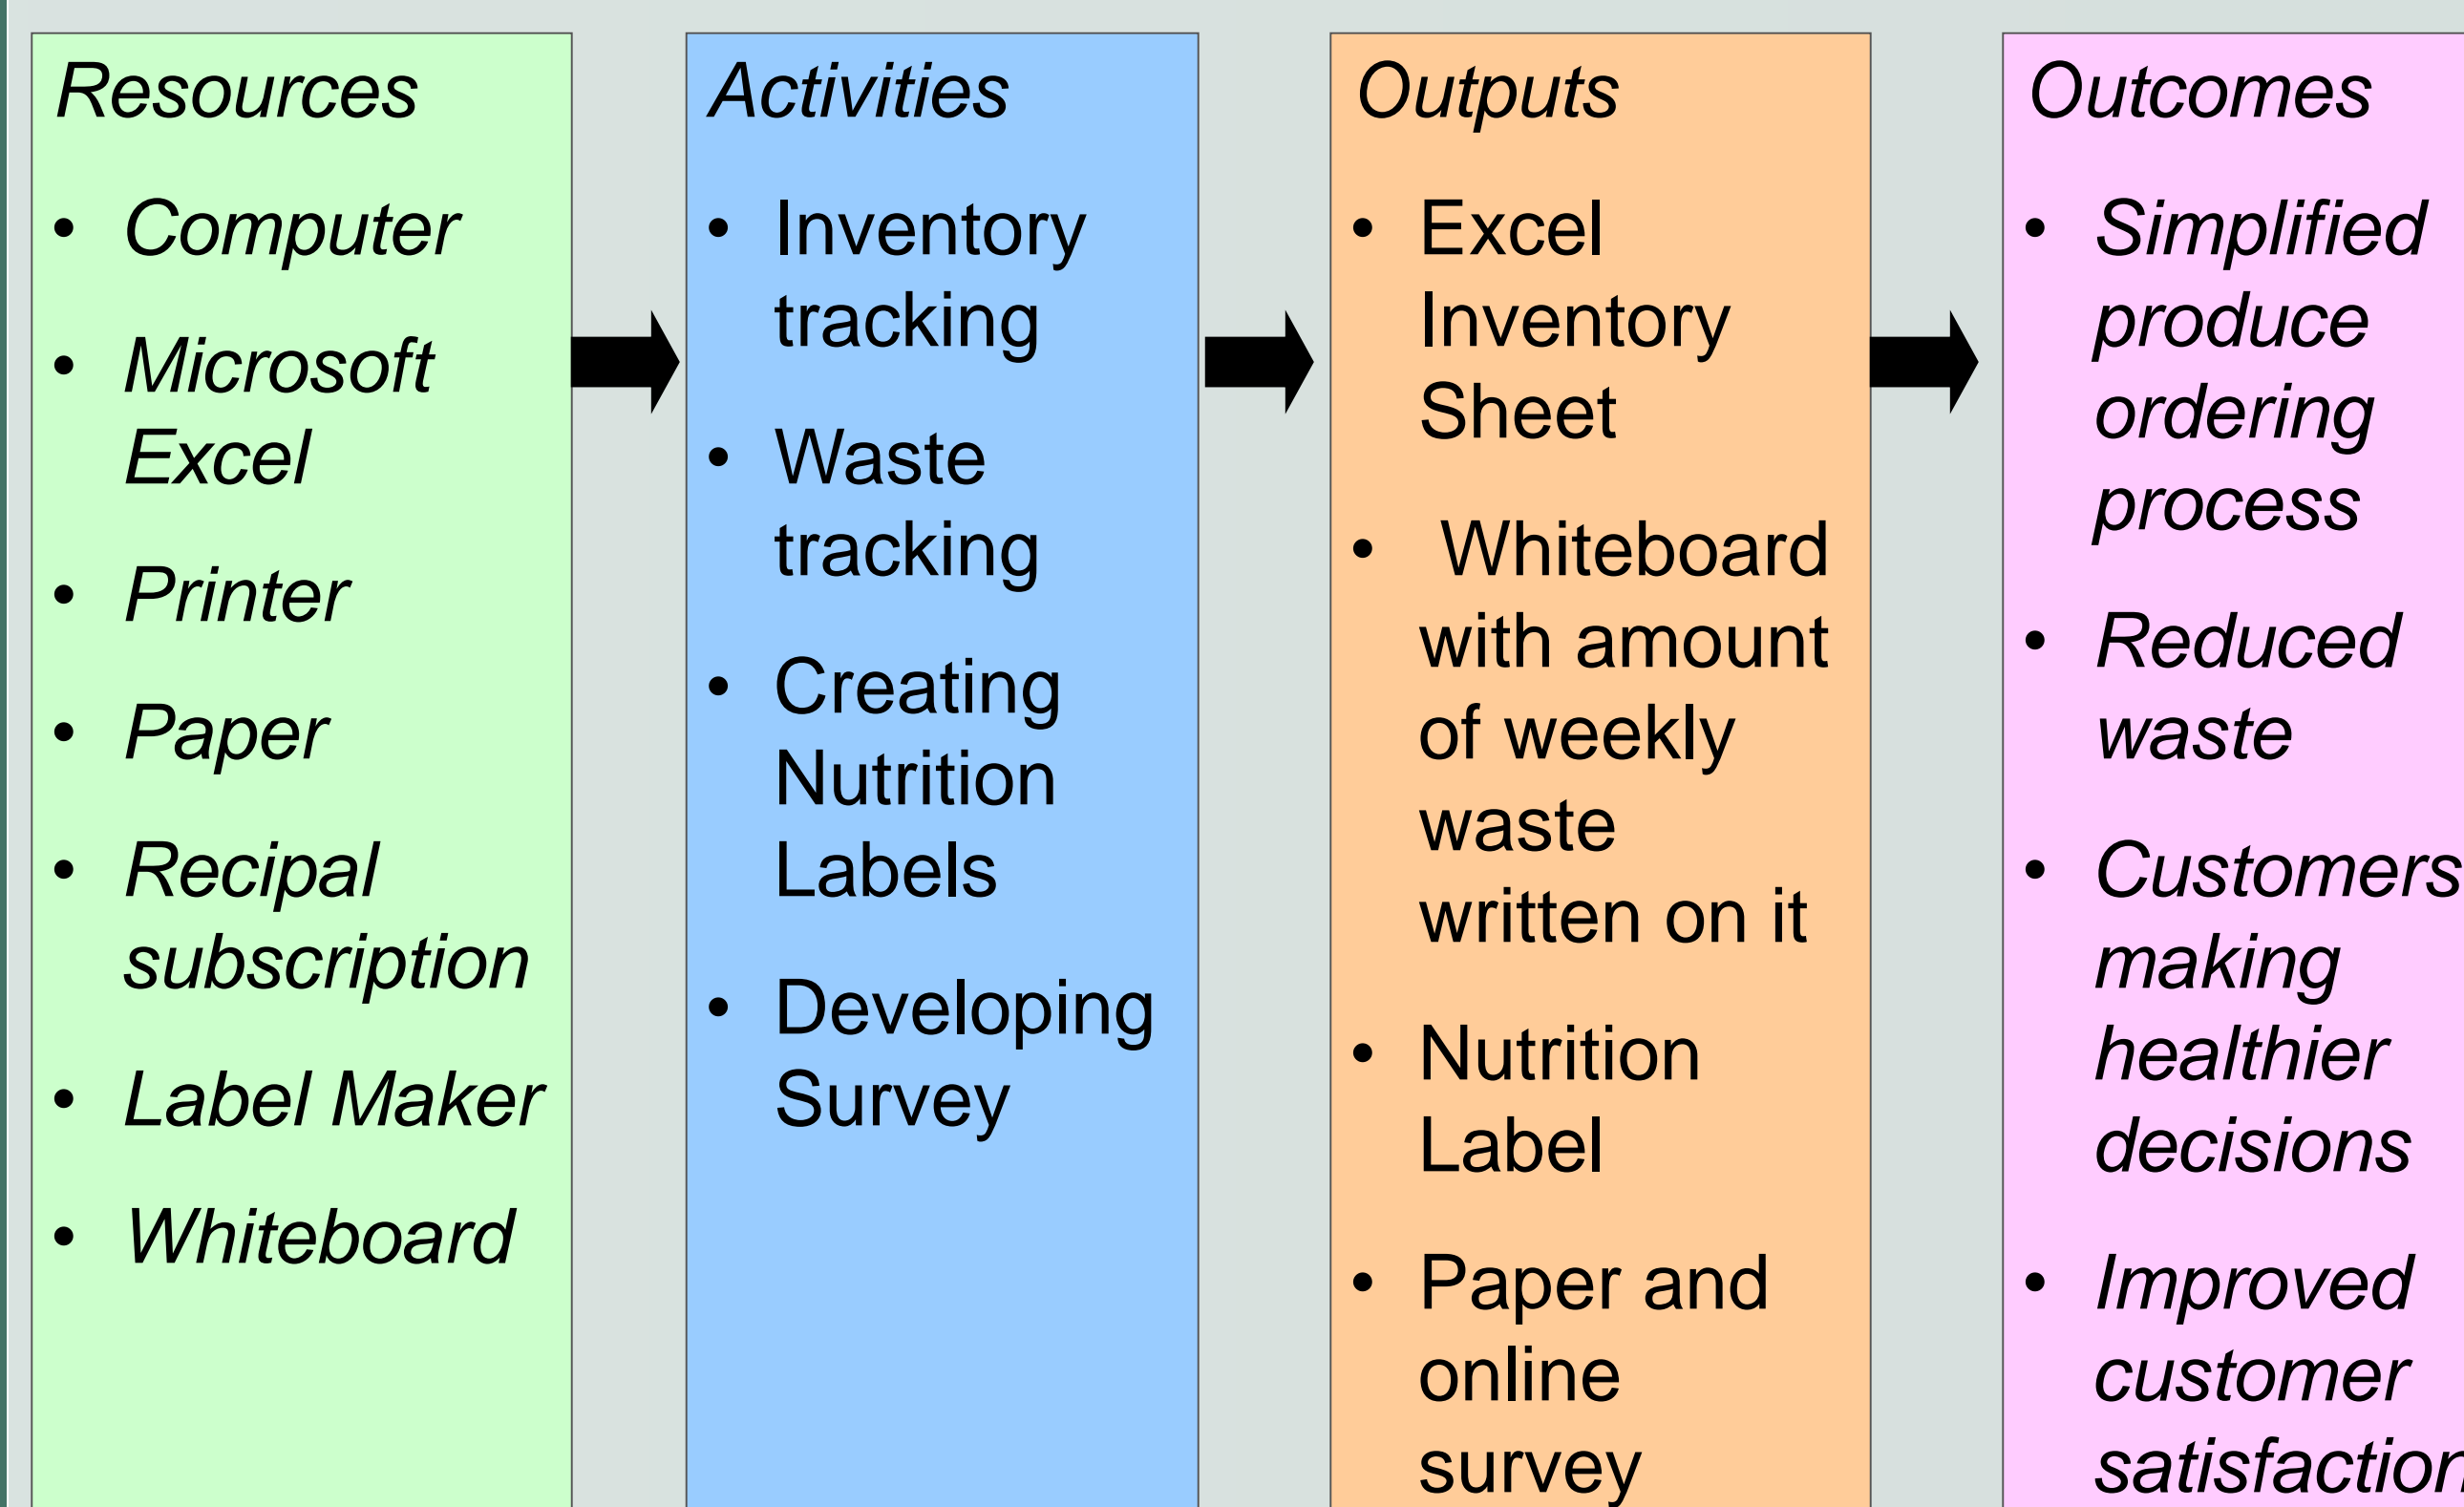 Resources
• Computer
• Microsoft
Excel
• Printer
• Paper
• Recipal
subscription
• Label Maker
• Whiteboard
Activities
• Inventory
tracking
• Waste
tracking
• Creating
Nutrition
Labels
• Developing
Survey
Outputs
• Excel
Inventory
Sheet
• Whiteboard
with amount
of weekly
waste
written on it
• Nutrition
Label
• Paper and
online
survey
Outcomes
• Simplified
produce
ordering
process
• Reduced
waste
• Customers
making
healthier
decisions
• Improved
customer
satisfaction